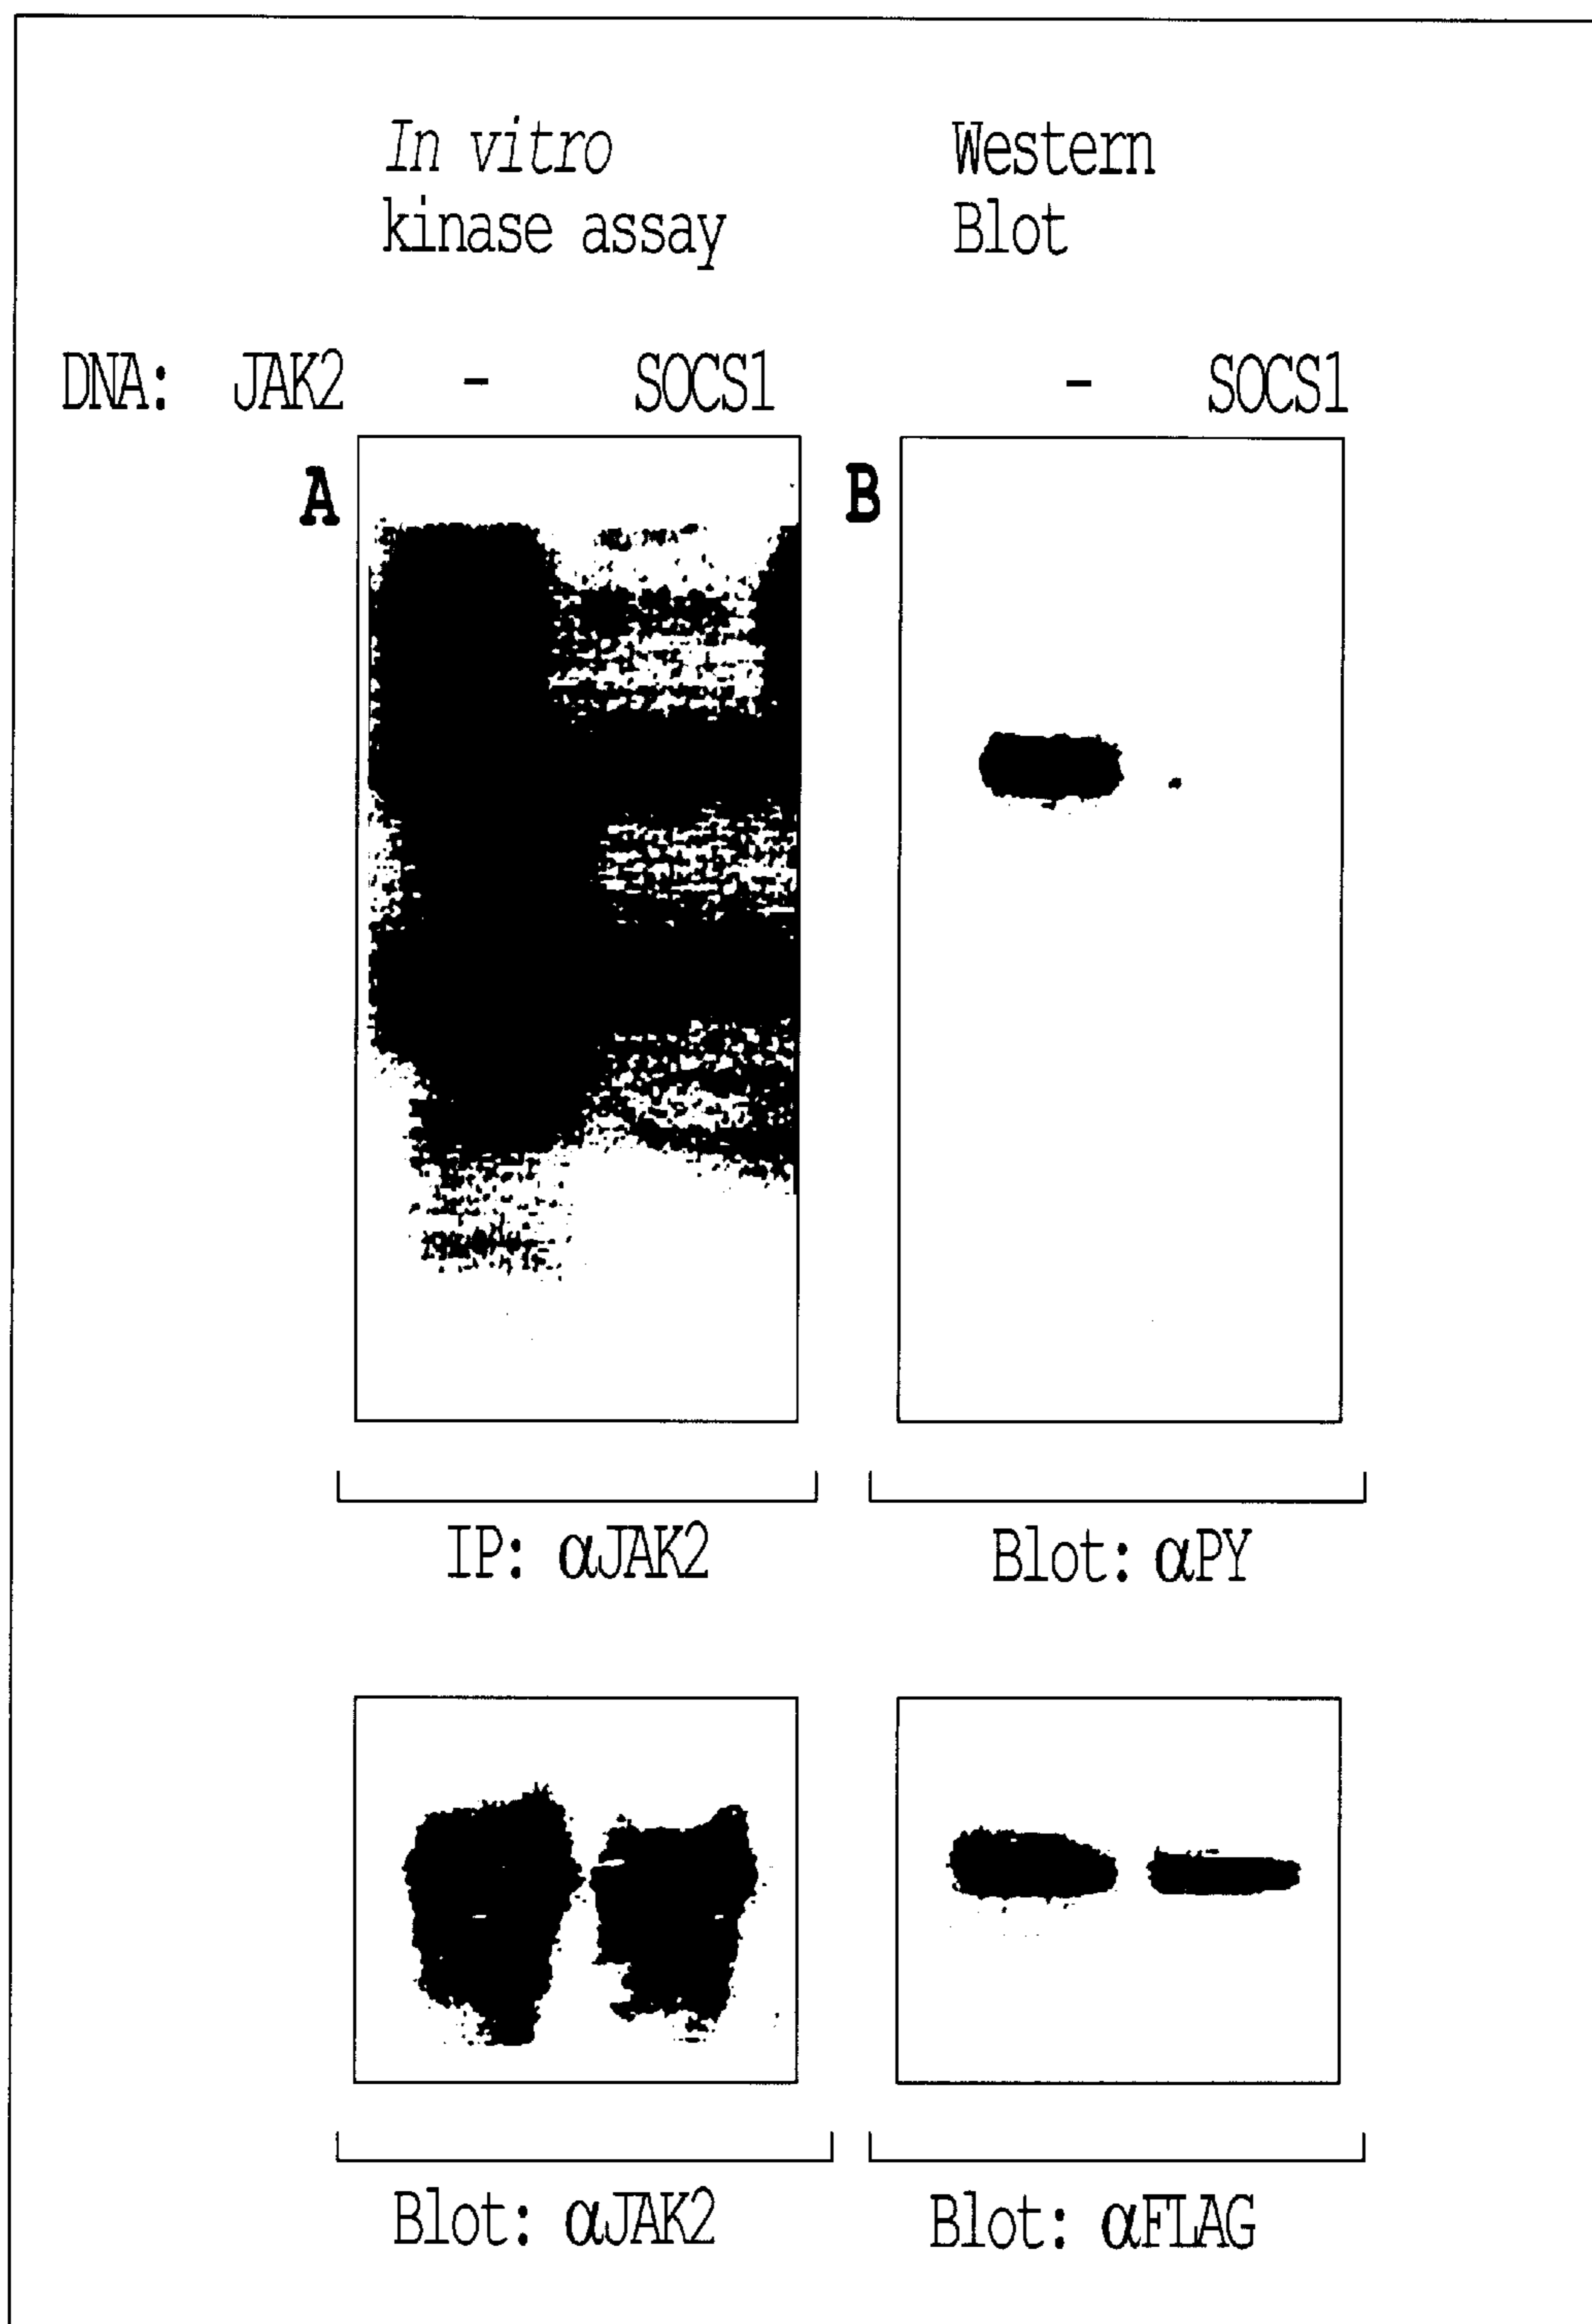 In vitro
kinase assay
Western
Blot
DNA: JAK2 - SOCS1 - SOCS1
A
B
IP: αJAK2
Blot: αPY
Blot: αJAK2
Blot: αFLAG